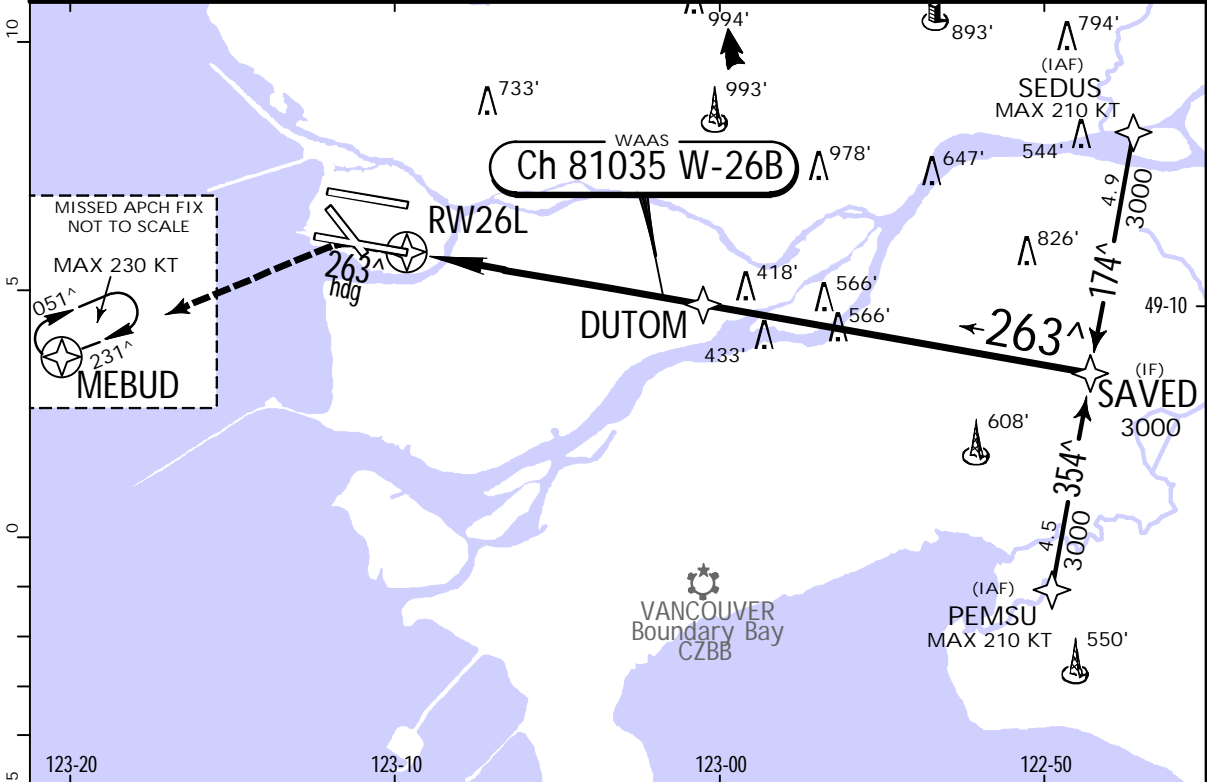 10
994'
893'
794'
(IAF)
SEDUS
MAX 210 KT
733'
993'
WAAS
Ch 81035 W-26B
978'
647'
544'
4.9
3000
174^
MISSED APCH FIX
NOT TO SCALE
MAX 230 KT
051^
231^
MEBUD
RW26L
263^
hdg
826'
5
418'
566'
566'
49-10
DUTOM
433'
263^
(IF)
SAVED
3000
608'
354^
4.5
3000
0
(IAF)
PEMSU
MAX 210 KT
VANCOUVER
Boundary Bay
CZBB
550'
5
123-20
123-10
123-00
122-50